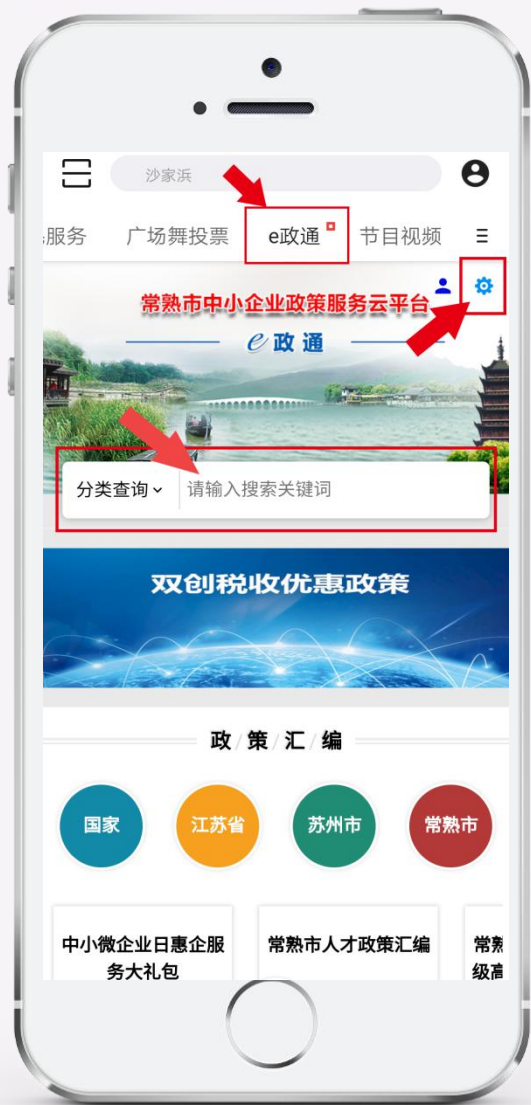 沙家浜
服务 广场舞投票 e政通 节目视频
常熟市中小企业政策服务云平台
e政通
分类查询 请输入搜索关键词
双创税收优惠政策
政/策/汇/编
国家 江苏省 苏州市 常熟市
中小微企业日惠企服
务大礼包
常熟市人才政策汇编
常熟
级高